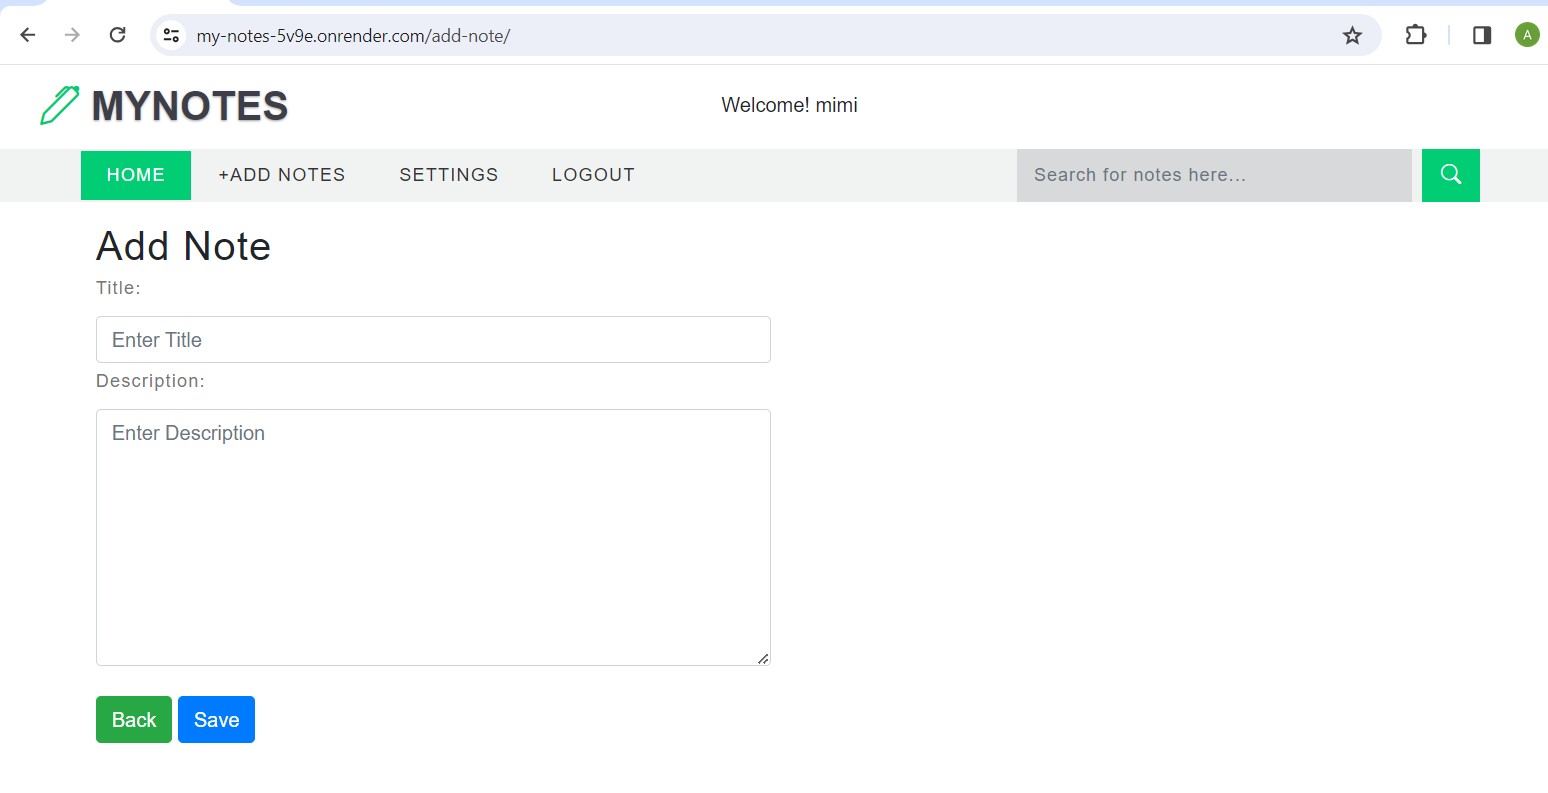 my-notes-5v9e.onrender.com/add-note/
A
MYNOTES
Welcome! mimi
HOME +ADD NOTES SETTINGS LOGOUT Search for notes here...
Add Note
Title:
Enter Title
Description:
Enter Description
Back Save